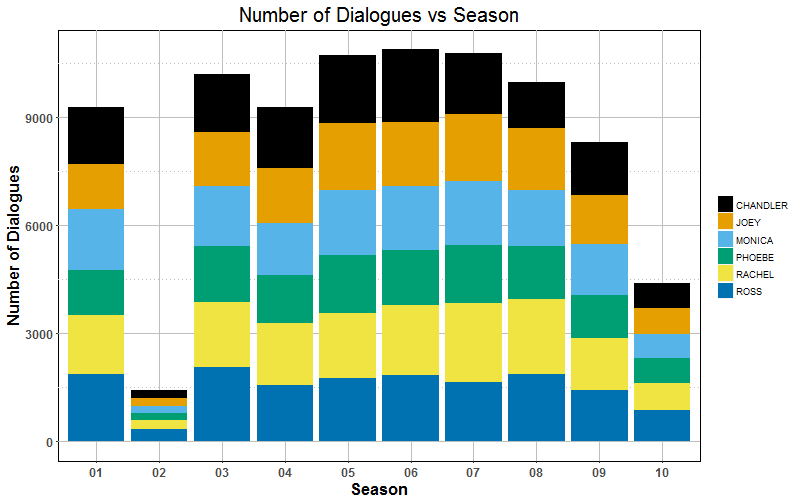 Number of Dialogues vs Season
Number of Dialogues
9000
6000
3000
0
01 02 03 04 05 06 07 08 09 10
Season
CHANDLER
JOEY
MONICA
PHOEBE
RACHEL
ROSS